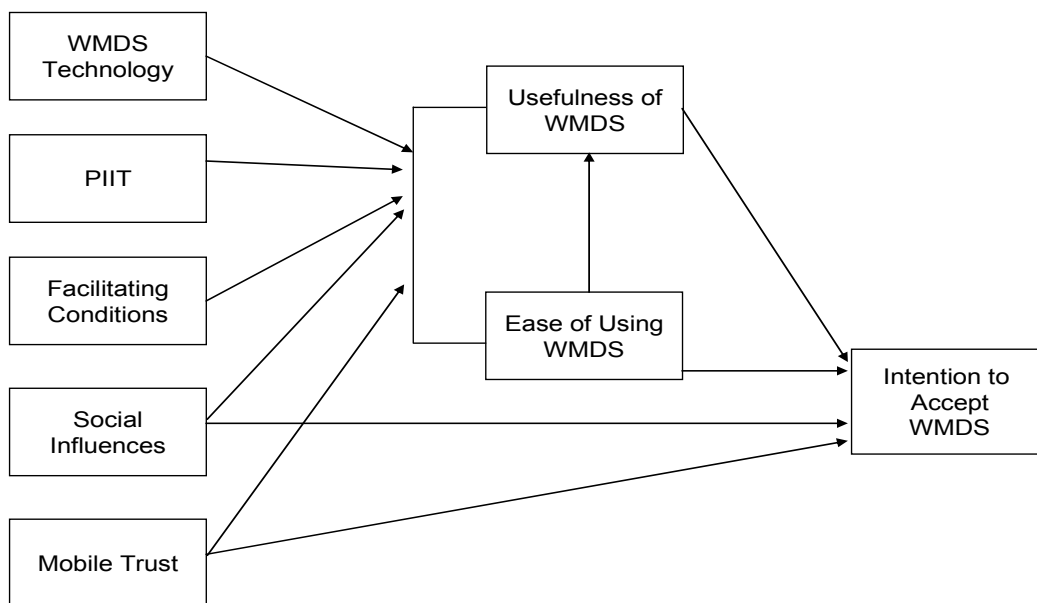 WMDS
Technology
PIIT
Facilitating
Conditions
Social
Influences
Mobile Trust
Usefulness of
WMDS
Ease of Using
WMDS
Intention to
Accept
WMDS